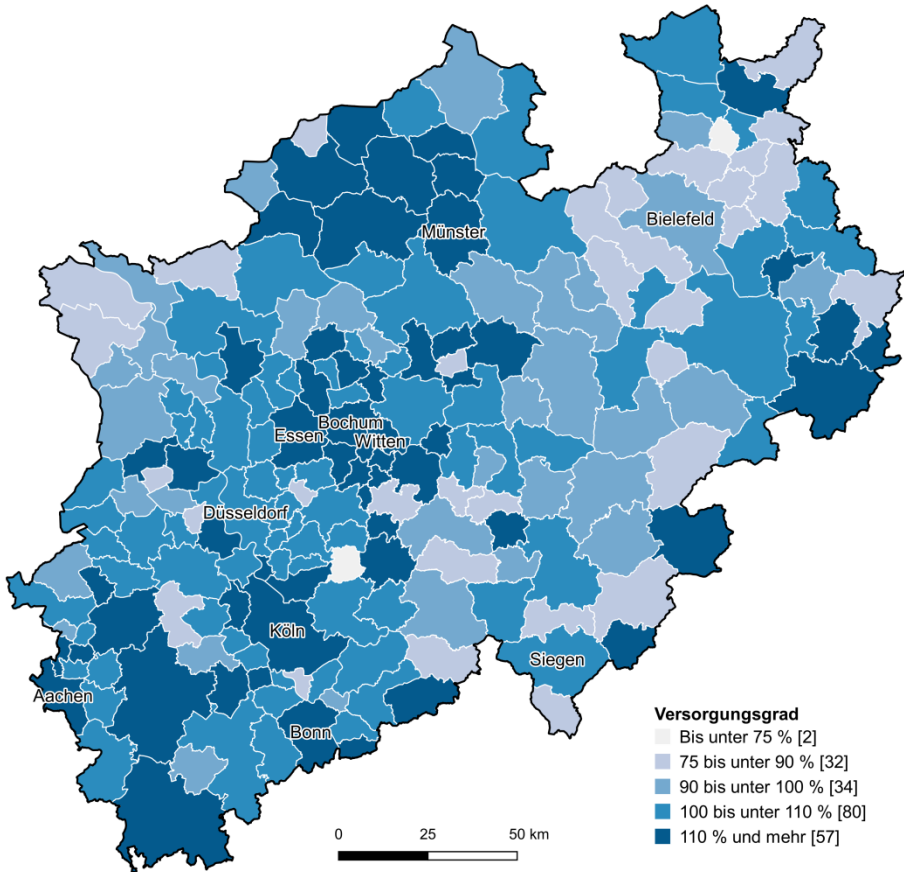 Bielefeld
Münster
Bochum
Essen
Witten
Düsseldorf
Köln
Siegen
Aachen
Bonn
Versorgungsgrad
Bis unter 75 % [2]
75 bis unter 90 % [32]
90 bis unter 100 % [34]
100 bis unter 110 % [80]
110 % und mehr [57]
0 25 50 km